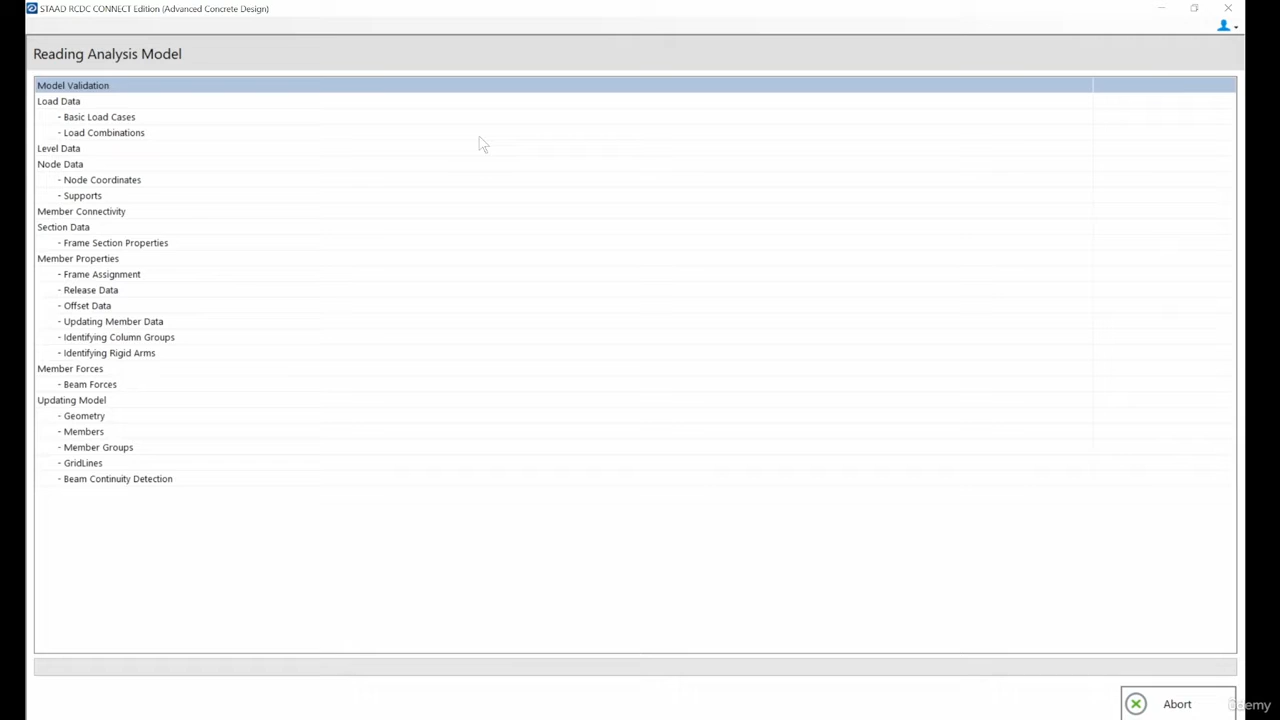 STAAD RCDC CONNECT Edition (Advanced Concrete Design)
Reading Analysis Model
Model Validation
Load Data
- Basic Load Cases
- Load Combinations
Level Data
Node Data
- Node Coordinates
- Supports
Member Connectivity
Section Data
- Frame Section Properties
Member Properties
- Frame Assignment
- Release Data
- Offset Data
- Updating Member Data
- Identifying Column Groups
- Identifying Rigid Arms
Member Forces
- Beam Forces
Updating Model
- Geometry
- Members
- Member Groups
- GridLines
- Beam Continuity Detection
Abort
ûdemy